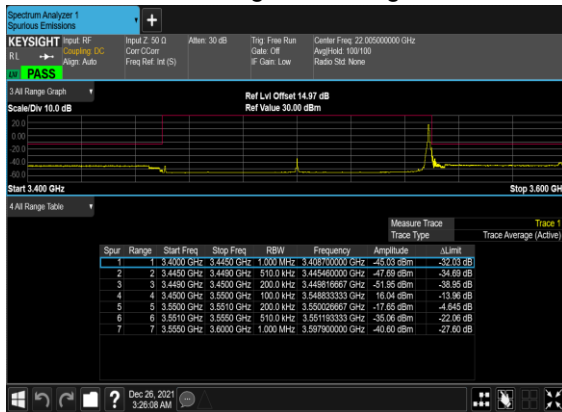 Spectrum Analyzer 1
Spurious Emissions
KEYSIGHT Input: RF Input Z: 50 Ω Atten: 30 dB Trig: Free Run Center Freq: 22.005000000 GHz
RL Coupling: DC Corr CCorr Gate: Off Avg|Hold: 100/100
Align: Auto Freq Ref: Int (S) IF Gain: Low Radio Std: None
PASS
3 All Range Graph
Ref Lvl Offset 14.97 dB
Scale/Div 10.0 dB Ref Value 30.00 dBm
20.0
0.00
-20.0
-40.0
-60.0
Start 3.400 GHz Stop 3.600 GH
4 All Range Table
Measure Trace Trace 1
Trace Type Trace Average (Active)
Spur Range Start Freq Stop Freq RBW Frequency Amplitude ΔLimit
1 1 3.4000 GHz 3.4450 GHz 1.000 MHz 3.408700000 GHz -45.03 dBm -32.03 dB
2 2 3.4450 GHz 3.4490 GHz 510.0 kHz 3.445460000 GHz -47.69 dBm -34.69 dB
3 3 3.4490 GHz 3.4500 GHz 200.0 kHz 3.449816667 GHz -51.95 dBm -38.95 dB
4 4 3.4500 GHz 3.5500 GHz 100.0 kHz 3.548833333 GHz 16.04 dBm -13.96 dB
5 5 3.5500 GHz 3.5510 GHz 200.0 kHz 3.550026667 GHz -17.65 dBm -4.645 dB
6 6 3.5510 GHz 3.5550 GHz 510.0 kHz 3.551193333 GHz -35.06 dBm -22.06 dB
7 7 3.5550 GHz 3.6000 GHz 1.000 MHz 3.597900000 GHz -40.60 dBm -27.60 dB
? Dec 26, 2021
3:26:08 AM